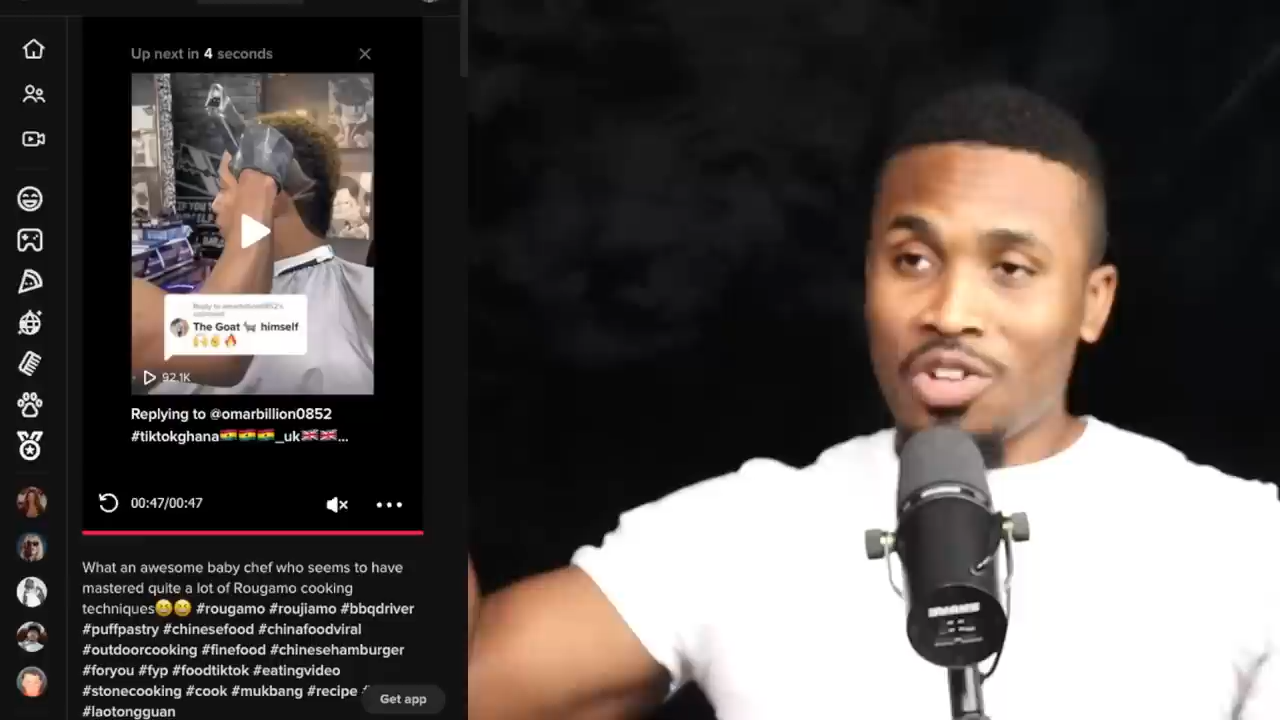 Up next in 4 seconds
The Goat 🐐 himself
🙌✌🔥
92.1K
Replying to @omarbillion0852
#tiktokghana🇬🇭🇬🇭🇬🇭_uk🇬🇧🇬🇧...
00:47/00:47
What an awesome baby chef who seems to have
mastered quite a lot of Rougamo cooking
techniques😆😆 #rougamo #roujiamo #bbqdriver
#puffpastry #chinesefood #chinafoodviral
#outdoorcooking #finefood #chinesehamburger
#foryou #fyp #foodtiktok #eatingvideo
#stonecooking #cook #mukbang #recipe #
Get app
#laotongguan